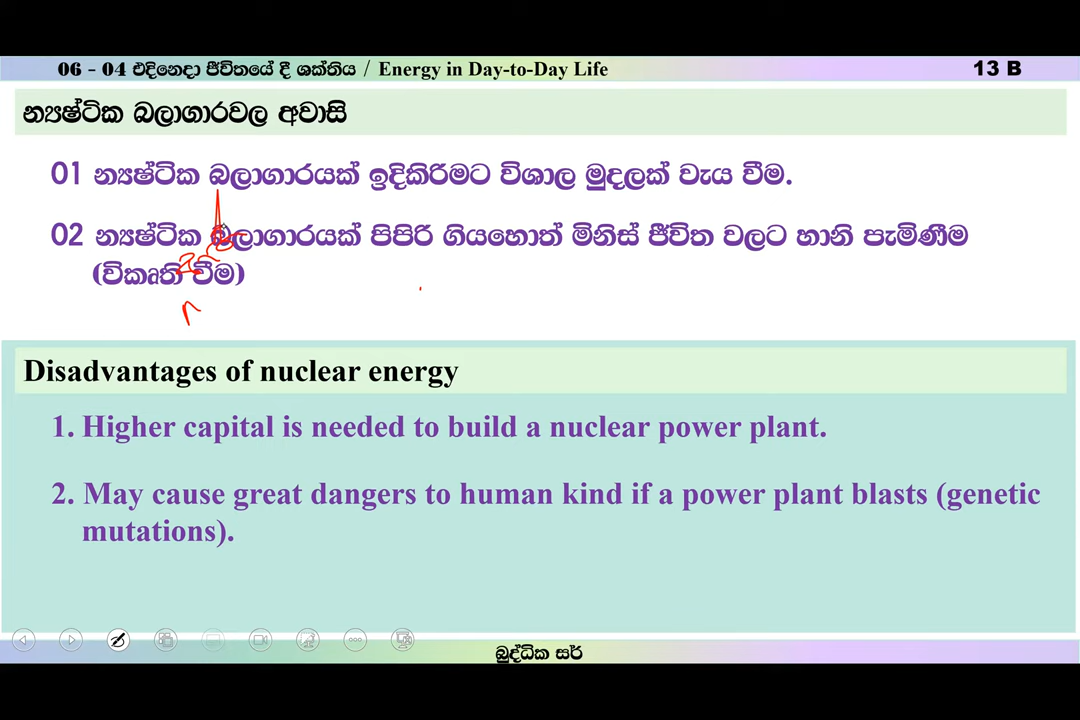 06 - 04 එදිනෙදා ජීවිතයේ දී ශක්තිය / Energy in Day-to-Day Life 13 B
න්‍යෂ්ටික බලාගාරවල අවාසි
01 න්‍යෂ්ටික බලාගාරයක් ඉදිකිරිමට විශාල මුදලක් වැය වීම.
02 න්‍යෂ්ටික බලාගාරයක් පිපිරි ගියහොත් මිනිස් ජීවිත වලට හානි පැමිණීම
(විකෘති වීම)
Disadvantages of nuclear energy
1. Higher capital is needed to build a nuclear power plant.
2. May cause great dangers to human kind if a power plant blasts (genetic
mutations).
බුද්ධික සර්